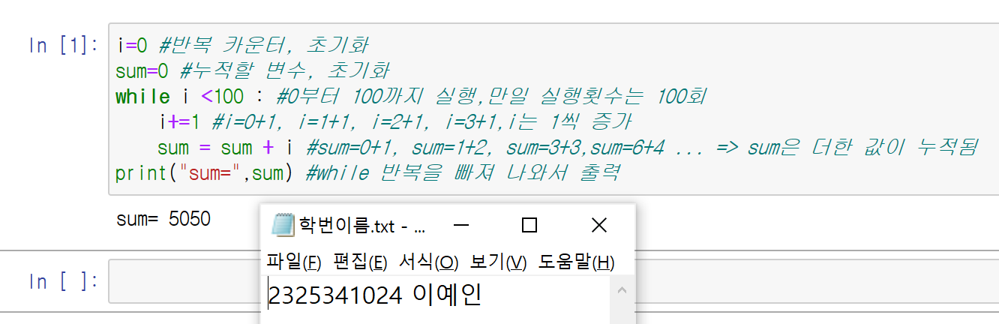 In [1]:
i=0 #반복 카운터, 초기화
sum=0 #누적할 변수, 초기화
while i <100 : #0부터 100까지 실행,만일 실행횟수는 100회
    i+=1 #i=0+1, i=1+1, i=2+1, i=3+1,i는 1씩 증가
    sum = sum + i #sum=0+1, sum=1+2, sum=3+3,sum=6+4 ... => sum은 더한 값이 누적됨
print("sum=",sum) #while 반복을 빠져 나와서 출력
sum= 5050
학번이름.txt - ...
파일(F) 편집(E) 서식(O) 보기(V) 도움말(H)
In [ ]:
2325341024 이예인